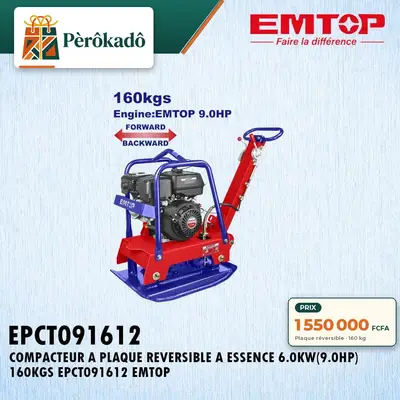 Pèrôkadô
EMTOP
Faire la différence
160kgs
Engine:EMTOP 9.0HP
FORWARD
BACKWARD
EMTOP
PRIX
1 550 000 FCFA
Plaque réversible · 160 kg
EPCT091612
COMPACTEUR A PLAQUE REVERSIBLE A ESSENCE 6.0KW(9.0HP)
160KGS EPCT091612 EMTOP